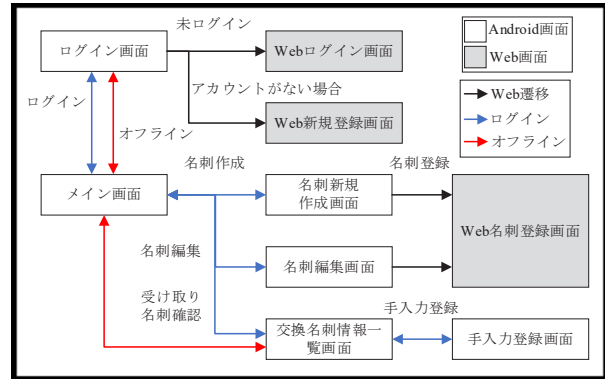 未ログイン
ログイン画面
Webログイン画面
Android画面
Web画面
アカウントがない場合
ログイン
オフライン
Web新規登録画面
Web遷移
ログイン
オフライン
名刺作成
名刺登録
メイン画面
名刺新規
作成画面
Web名刺登録画面
名刺編集
名刺編集画面
受け取り
名刺確認
手入力登録
交換名刺情報一
覧画面
手入力登録画面